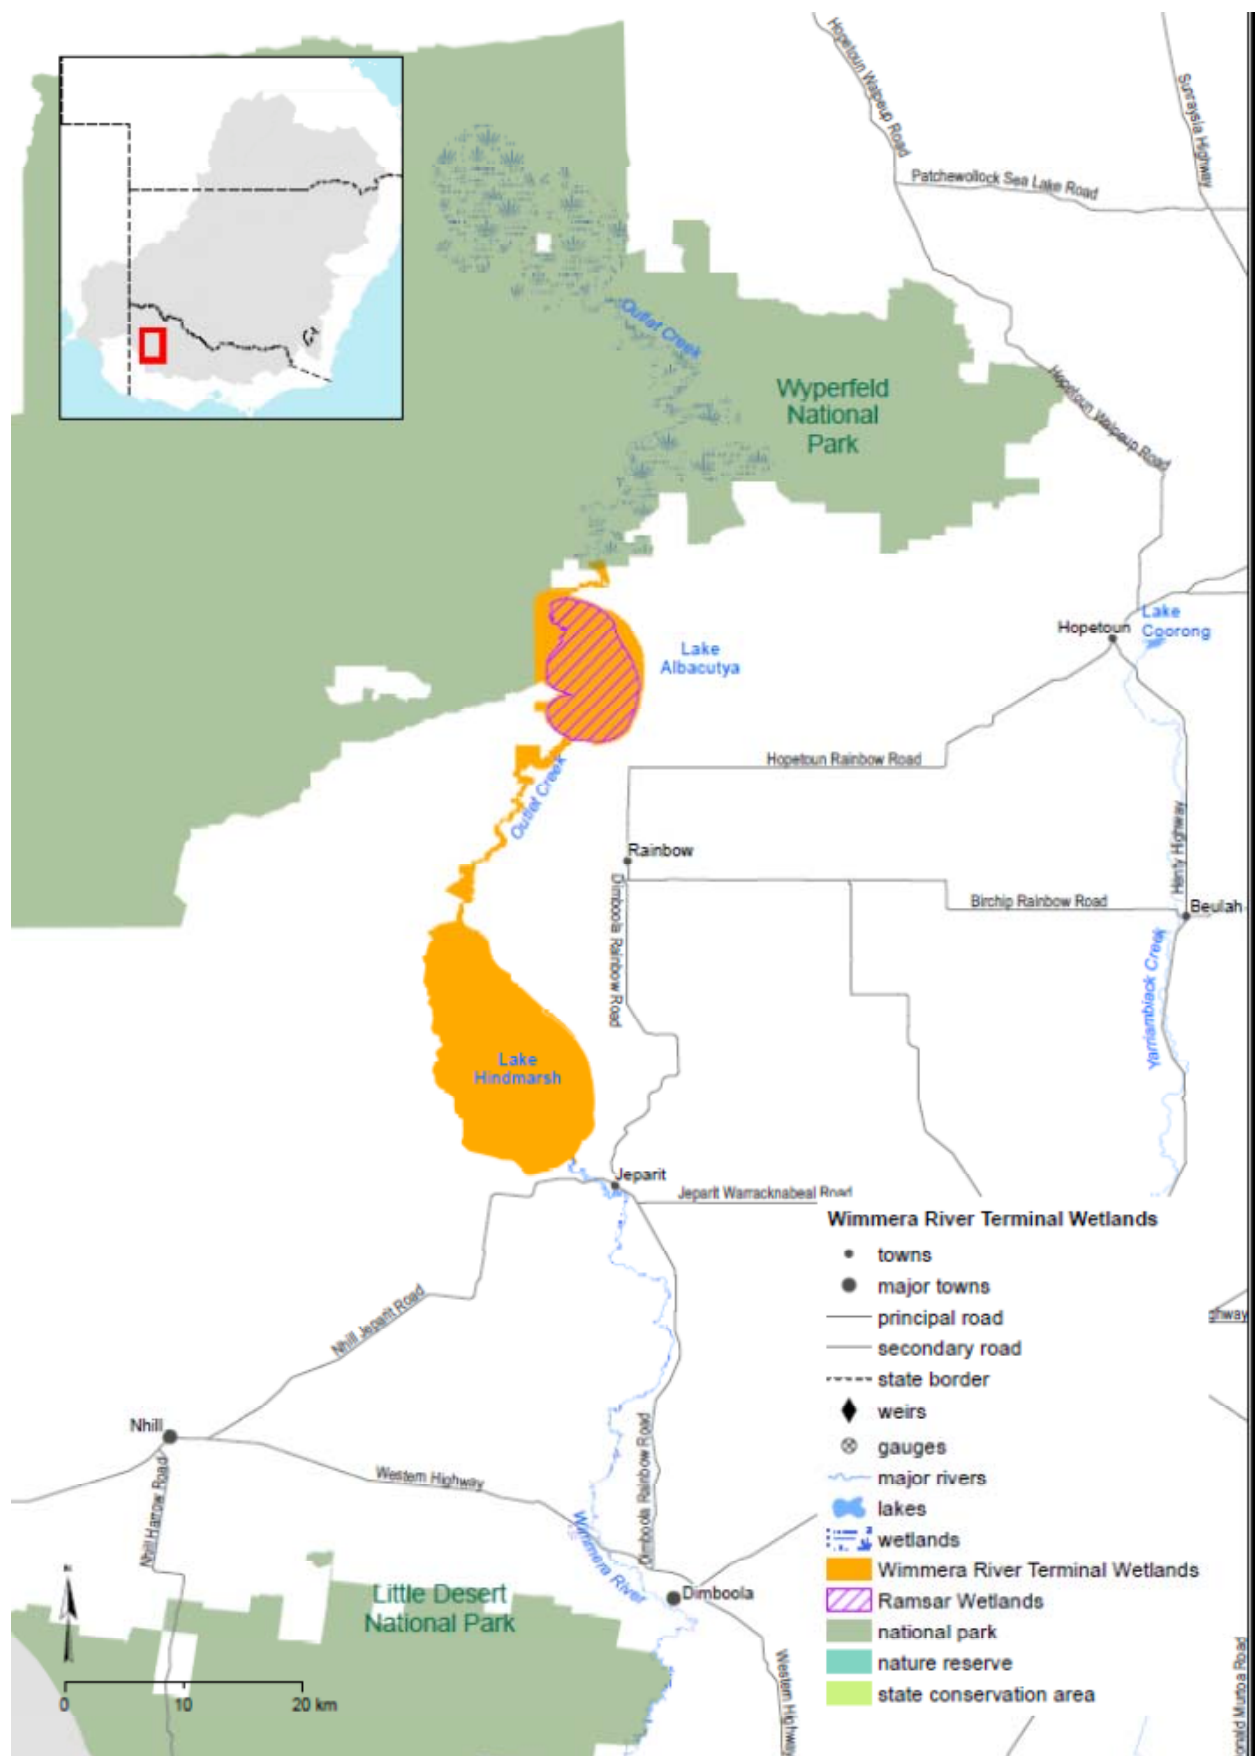 Hopetoun Walpeup Road
Sunraysia Highway
Patchewollock Sea Lake Road
Outlet Creek
Wyperfeld
National
Park
Hopetoun Walpeup Road
Lake
Coorong
Hopetoun
Lake
Albacutya
Hopetoun Rainbow Road
Outlet Creek
Henty Highway
Rainbow
Dimboola Rainbow Road
Birchip Rainbow Road
Beulah
Yarriambiack Creek
Lake
Hindmarsh
Jeparit
Jeparit Warracknabeal Road
Nhill Jeparit Road
Nhill
Western Highway
Nhill Harrow Road
Dimboola Rainbow Road
Wimmera River
Dimboola
Little Desert
National Park
Western Highway
N
0 10 20 km
Wimmera River Terminal Wetlands
towns
major towns
principal road
secondary road
state border
weirs
gauges
major rivers
lakes
wetlands
Wimmera River Terminal Wetlands
Ramsar Wetlands
national park
nature reserve
state conservation area
ghway
onald Murtoa Road